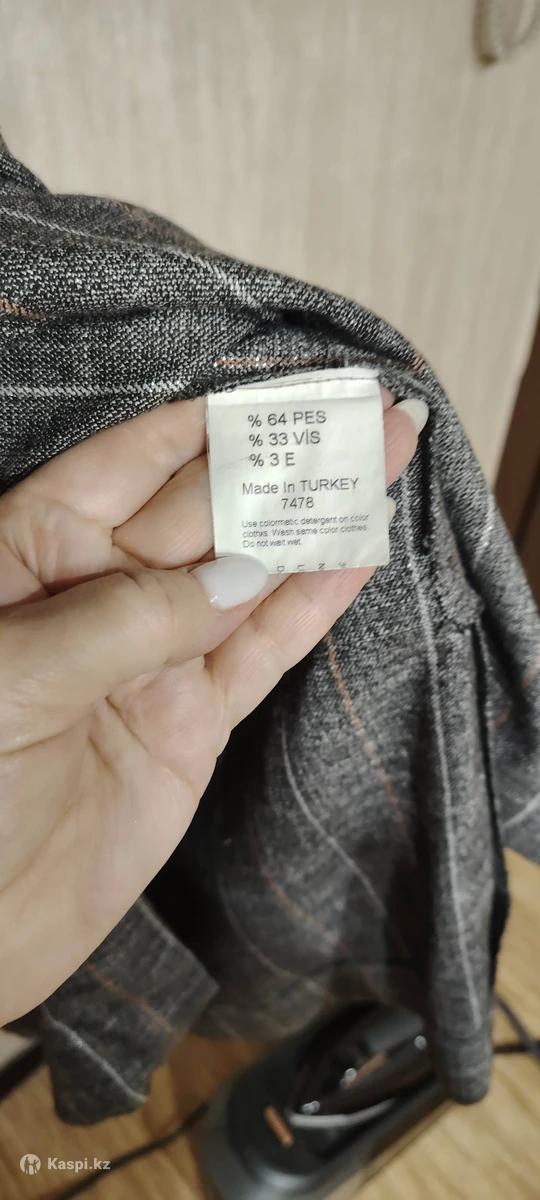 % 64 PES
% 33 VİS
% 3 E
Made In TURKEY
7478
Use colormatic detergent on color
clothxs. Wash same color clothes.
Do not wait wet.
Kaspi.kz